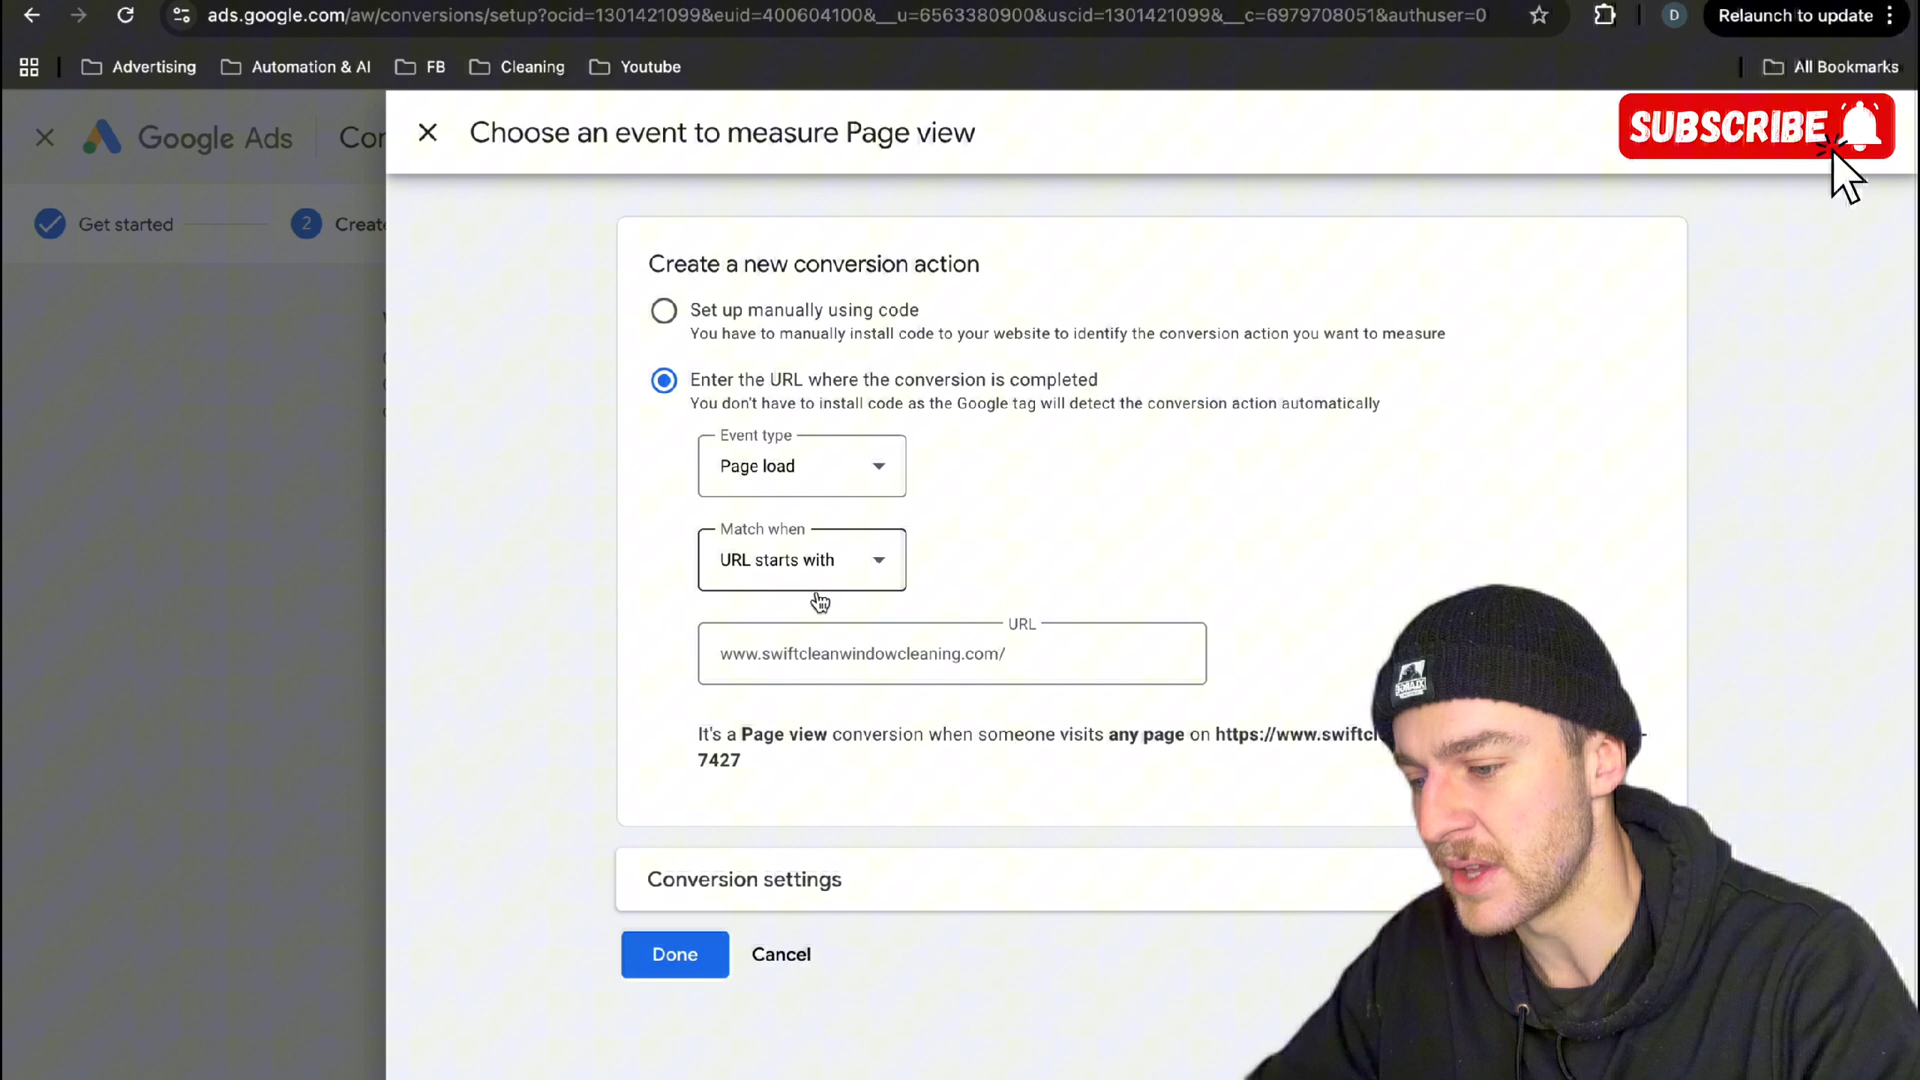 ads.google.com/aw/conversions/setup?ocid=1301421099&euid=400604100&__u=6563380900&uscid=1301421099&__c=6979708051&authuser=0
D
Relaunch to update
Advertising
Automation & AI
FB
Cleaning
Youtube
All Bookmarks
Google Ads
Con
Choose an event to measure Page view
SUBSCRIBE
Get started
2
Create
Create a new conversion action
Set up manually using code
You have to manually install code to your website to identify the conversion action you want to measure
Enter the URL where the conversion is completed
You don't have to install code as the Google tag will detect the conversion action automatically
Event type
Page load
Match when
URL starts with
URL
www.swiftcleanwindowcleaning.com/
It's a Page view conversion when someone visits any page on https://www.swiftcl
7427
Conversion settings
Done
Cancel